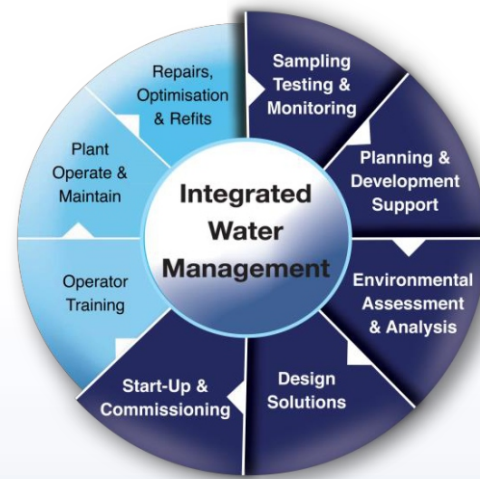 Integrated
Water
Management
Sampling
Testing &
Monitoring
Planning &
Development
Support
Environmental
Assessment
& Analysis
Design
Solutions
Start-Up &
Commissioning
Operator
Training
Plant
Operate &
Maintain
Repairs,
Optimisation
& Refits